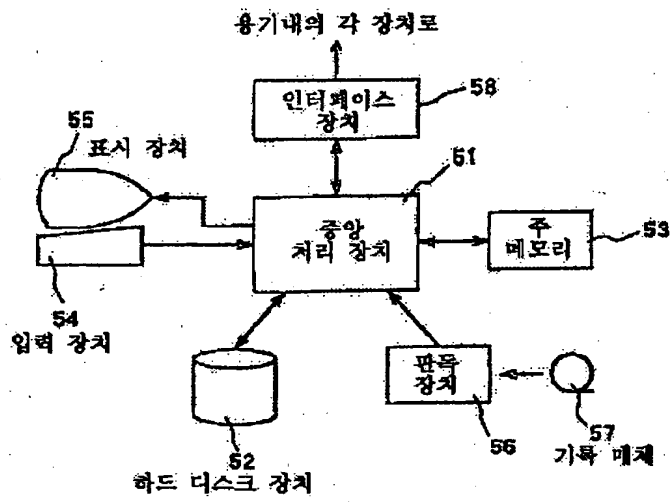 용기내의 각 장치로
인터페이스
장치
58
55
표시 장치
51
중앙
처리 장치
주
메모리
53
54
입력 장치
판독
장치
56
57
기록 매체
52
하드 디스크 장치